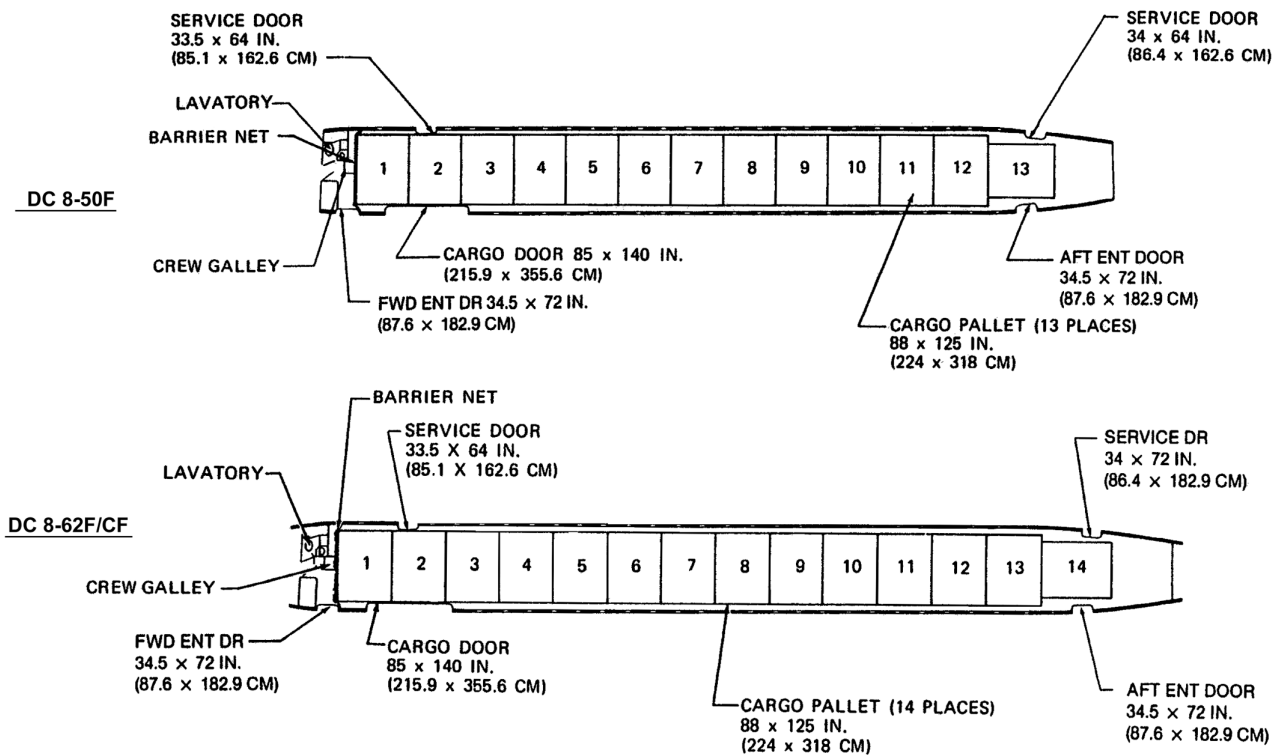 SERVICE DOOR
33.5 x 64 IN.
(85.1 x 162.6 CM)
SERVICE DOOR
34 x 64 IN.
(86.4 x 162.6 CM)
LAVATORY
BARRIER NET
1 2 3 4 5 6 7 8 9 10 11 12 13
DC 8-50F
CREW GALLEY
CARGO DOOR 85 x 140 IN.
(215.9 x 355.6 CM)
FWD ENT DR 34.5 × 72 IN.
(87.6 × 182.9 CM)
AFT ENT DOOR
34.5 × 72 IN.
(87.6 × 182.9 CM)
CARGO PALLET (13 PLACES)
88 x 125 IN.
(224 x 318 CM)
BARRIER NET
SERVICE DOOR
33.5 X 64 IN.
(85.1 X 162.6 CM)
SERVICE DR
34 × 72 IN.
(86.4 × 182.9 CM)
LAVATORY
DC 8-62F/CF
1 2 3 4 5 6 7 8 9 10 11 12 13 14
CREW GALLEY
FWD ENT DR
34.5 × 72 IN.
(87.6 × 182.9 CM)
CARGO DOOR
85 x 140 IN.
(215.9 x 355.6 CM)
CARGO PALLET (14 PLACES)
88 x 125 IN.
(224 x 318 CM)
AFT ENT DOOR
34.5 × 72 IN.
(87.6 × 182.9 CM)